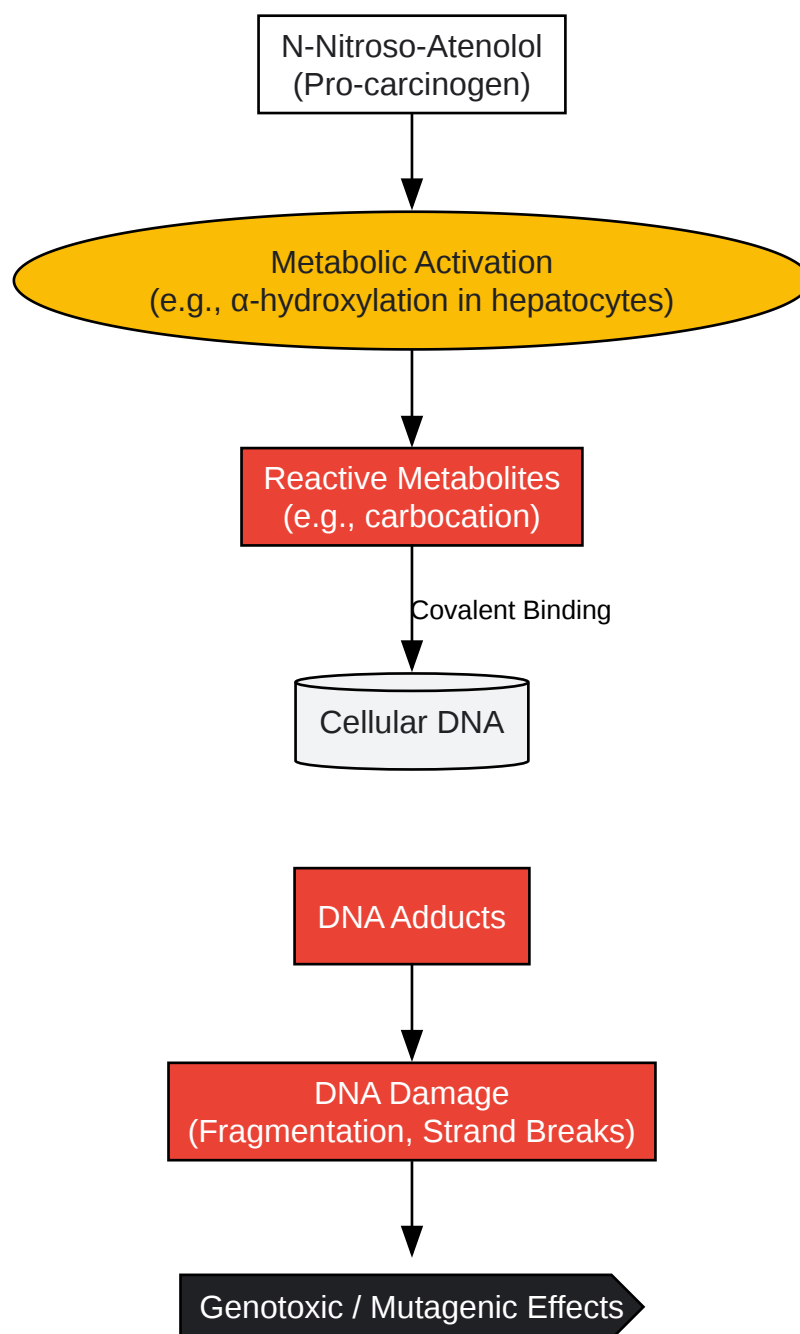 N-Nitroso-Atenolol
(Pro-carcinogen)
Metabolic Activation
(e.g., α-hydroxylation in hepatocytes)
Reactive Metabolites
(e.g., carbocation)
Covalent Binding
Cellular DNA
DNA Adducts
DNA Damage
(Fragmentation, Strand Breaks)
Genotoxic / Mutagenic Effects